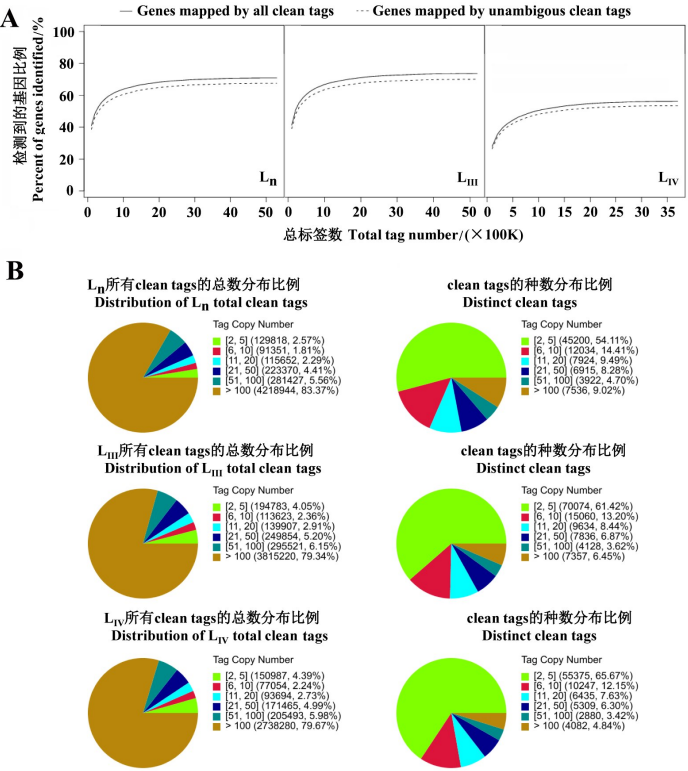 A
Genes mapped by all clean tags
Genes mapped by unambigous clean tags
检测到的基因比例
Percent of genes identified/%
100
80
60
40
20
0
Ln
LIII
LIV
0 10 20 30 40 50
0 10 20 30 40 50
0 5 10 15 20 25 30 35
总标签数 Total tag number/(×100K)
B
Ln所有clean tags的总数分布比例
Distribution of Ln total clean tags
Tag Copy Number
[2, 5] (129818, 2.57%)
[6, 10] (91351, 1.81%)
[11, 20] (115652, 2.29%)
[21, 50] (223370, 4.41%)
[51, 100] (281427, 5.56%)
> 100 (4218944, 83.37%)
clean tags的种数分布比例
Distinct clean tags
Tag Copy Number
[2, 5] (45200, 54.11%)
[6, 10] (12034, 14.41%)
[11, 20] (7924, 9.49%)
[21, 50] (6915, 8.28%)
[51, 100] (3922, 4.70%)
> 100 (7536, 9.02%)
LIII所有clean tags的总数分布比例
Distribution of LIII total clean tags
Tag Copy Number
[2, 5] (194783, 4.05%)
[6, 10] (113623, 2.36%)
[11, 20] (139907, 2.91%)
[21, 50] (249854, 5.20%)
[51, 100] (295521, 6.15%)
> 100 (3815220, 79.34%)
clean tags的种数分布比例
Distinct clean tags
Tag Copy Number
[2, 5] (70074, 61.42%)
[6, 10] (15060, 13.20%)
[11, 20] (9634, 8.44%)
[21, 50] (7836, 6.87%)
[51, 100] (4128, 3.62%)
> 100 (7357, 6.45%)
LIV所有clean tags的总数分布比例
Distribution of LIV total clean tags
Tag Copy Number
[2, 5] (150987, 4.39%)
[6, 10] (77054, 2.24%)
[11, 20] (93694, 2.73%)
[21, 50] (171465, 4.99%)
[51, 100] (205493, 5.98%)
> 100 (2738280, 79.67%)
clean tags的种数分布比例
Distinct clean tags
Tag Copy Number
[2, 5] (55375, 65.67%)
[6, 10] (10247, 12.15%)
[11, 20] (6435, 7.63%)
[21, 50] (5309, 6.30%)
[51, 100] (2880, 3.42%)
> 100 (4082, 4.84%)